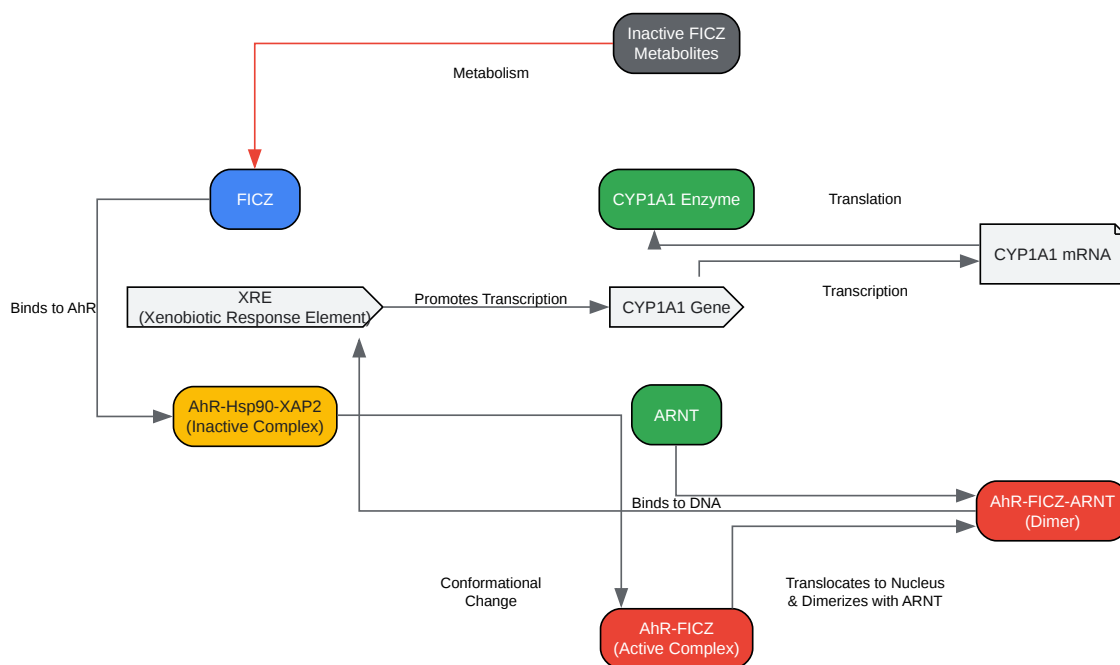 Inactive FICZ
Metabolites
Metabolism
FICZ
CYP1A1 Enzyme
Translation
CYP1A1 mRNA
Binds to AhR
XRE
(Xenobiotic Response Element)
Promotes Transcription
CYP1A1 Gene
Transcription
AhR-Hsp90-XAP2
(Inactive Complex)
ARNT
Binds to DNA
AhR-FICZ-ARNT
(Dimer)
Conformational
Change
Translocates to Nucleus
& Dimerizes with ARNT
AhR-FICZ
(Active Complex)